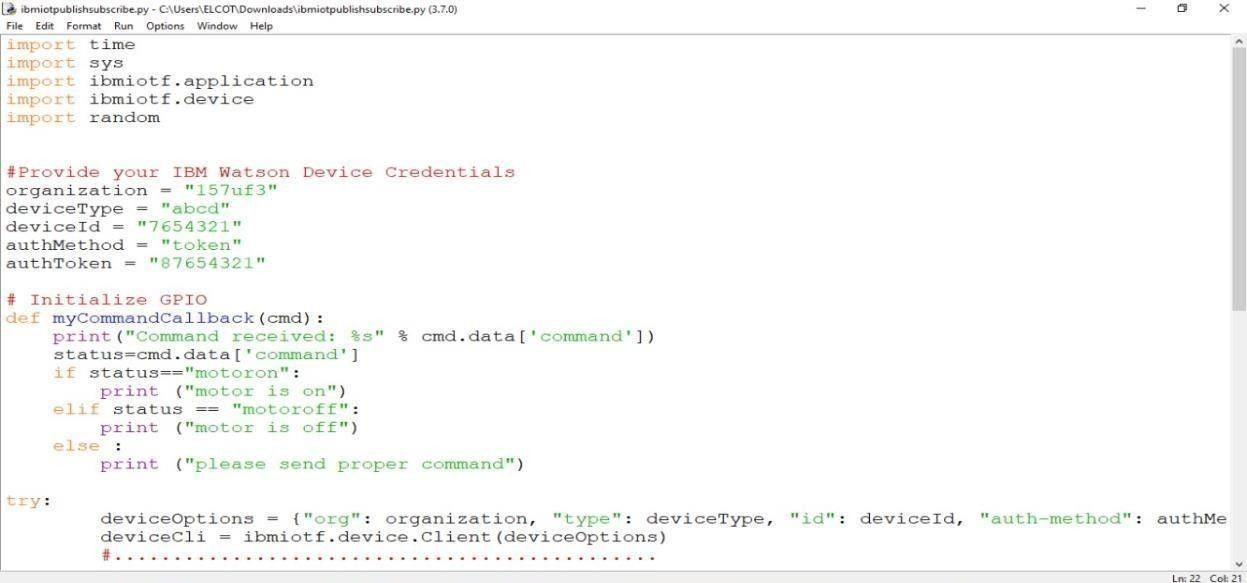 ibmiotpublishsubscribe.py - C:\Users\ELCOT\Downloads\ibmiotpublishsubscribe.py (3.7.0)
File Edit Format Run Options Window Help
import time
import sys
import ibmiotf.application
import ibmiotf.device
import random
#Provide your IBM Watson Device Credentials
organization = "157uf3"
deviceType = "abcd"
deviceId = "7654321"
authMethod = "token"
authToken = "87654321"
# Initialize GPIO
def myCommandCallback(cmd):
    print("Command received: %s" % cmd.data['command'])
    status=cmd.data['command']
    if status=="motoron":
        print ("motor is on")
    elif status == "motoroff":
        print ("motor is off")
    else :
        print ("please send proper command")
try:
        deviceOptions = {"org": organization, "type": deviceType, "id": deviceId, "auth-method": authMe
        deviceCli = ibmiotf.device.Client(deviceOptions)
        #..............................................
Ln: 22 Col: 21